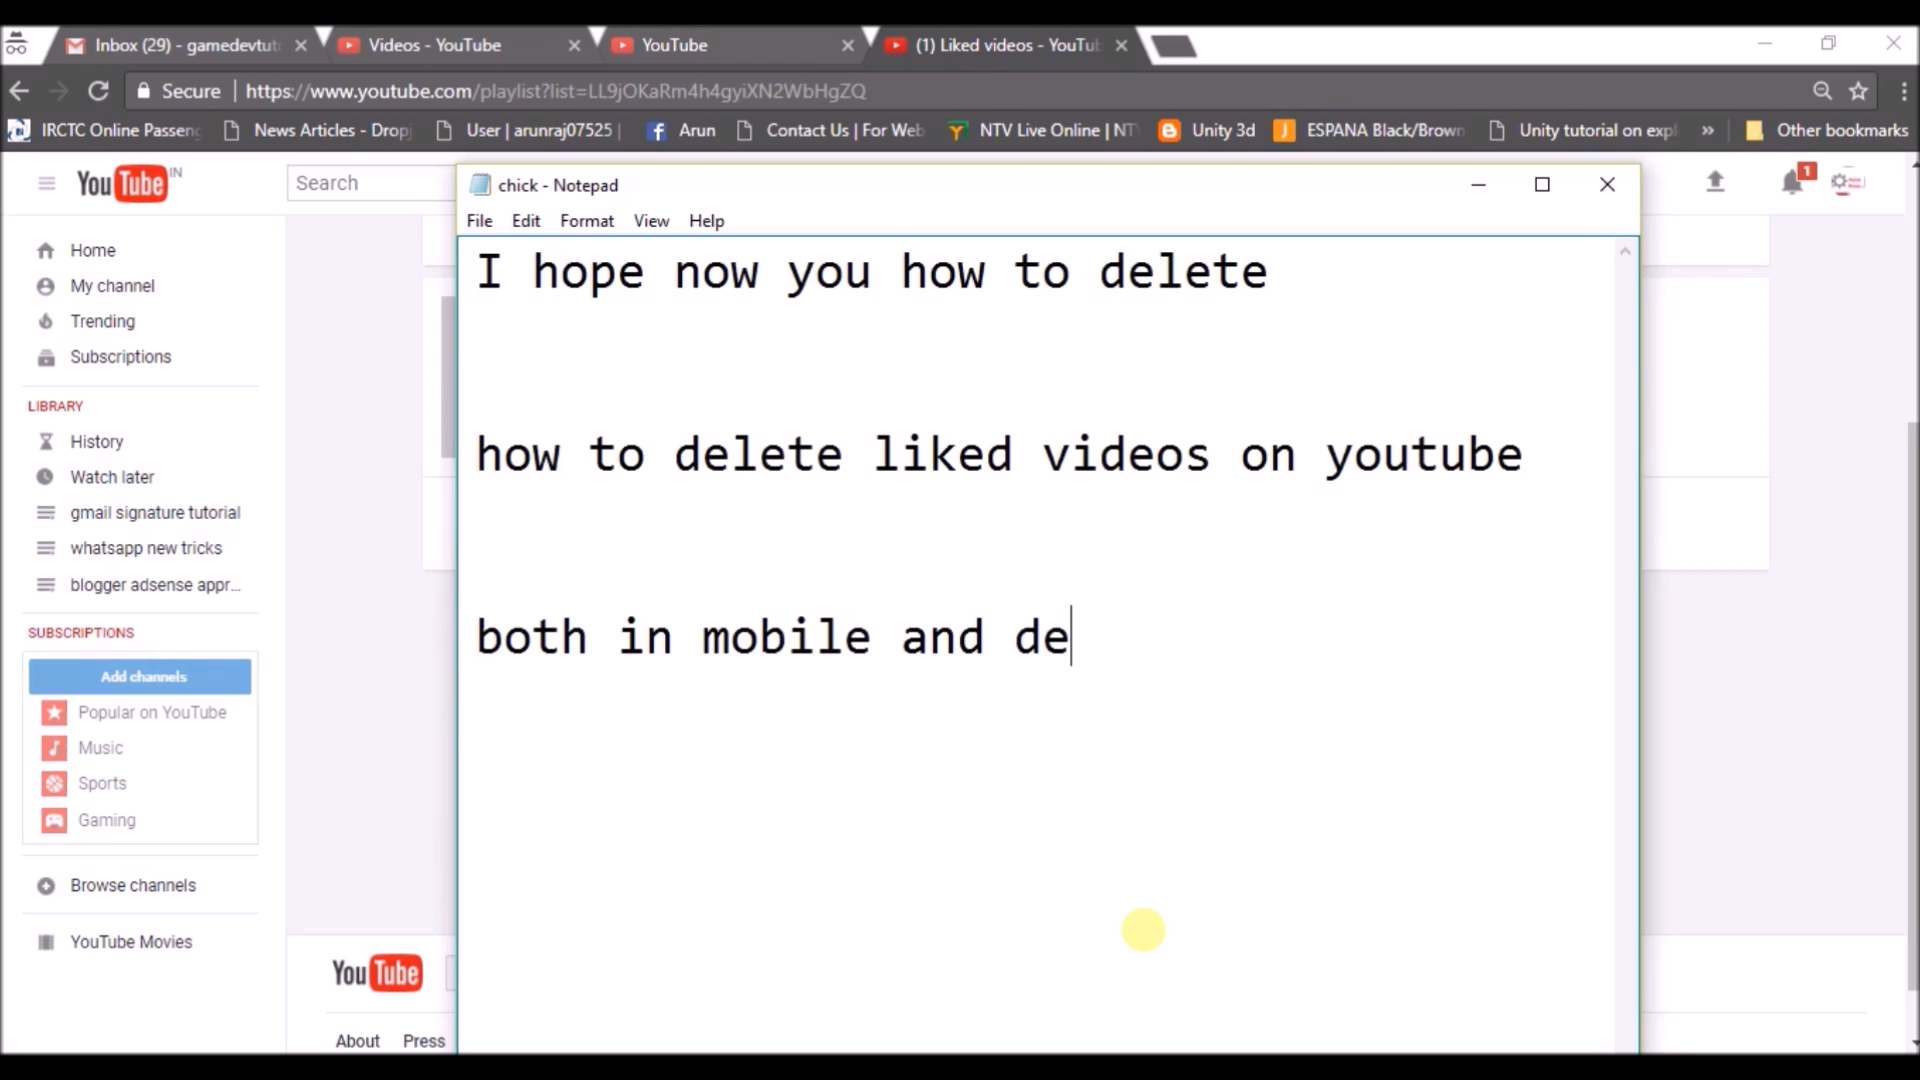 Inbox (29) - gamedevtut
Videos - YouTube
YouTube
(1) Liked videos - YouTub
Secure
https://www.youtube.com/playlist?list=LL9jOKaRm4h4gyiXN2WbHgZQ
IRCTC Online Passeng
News Articles - Dropj
User | arunraj07525 |
Arun
Contact Us | For Web
NTV Live Online | NT
Unity 3d
ESPANA Black/Brown
Unity tutorial on expl
»
Other bookmarks
YouTube IN
Search
1
chick - Notepad
File Edit Format View Help
I hope now you how to delete
how to delete liked videos on youtube
both in mobile and de
Home
My channel
Trending
Subscriptions
LIBRARY
History
Watch later
gmail signature tutorial
whatsapp new tricks
blogger adsense appr...
SUBSCRIPTIONS
Add channels
Popular on YouTube
Music
Sports
Gaming
Browse channels
YouTube Movies
YouTube
About Press